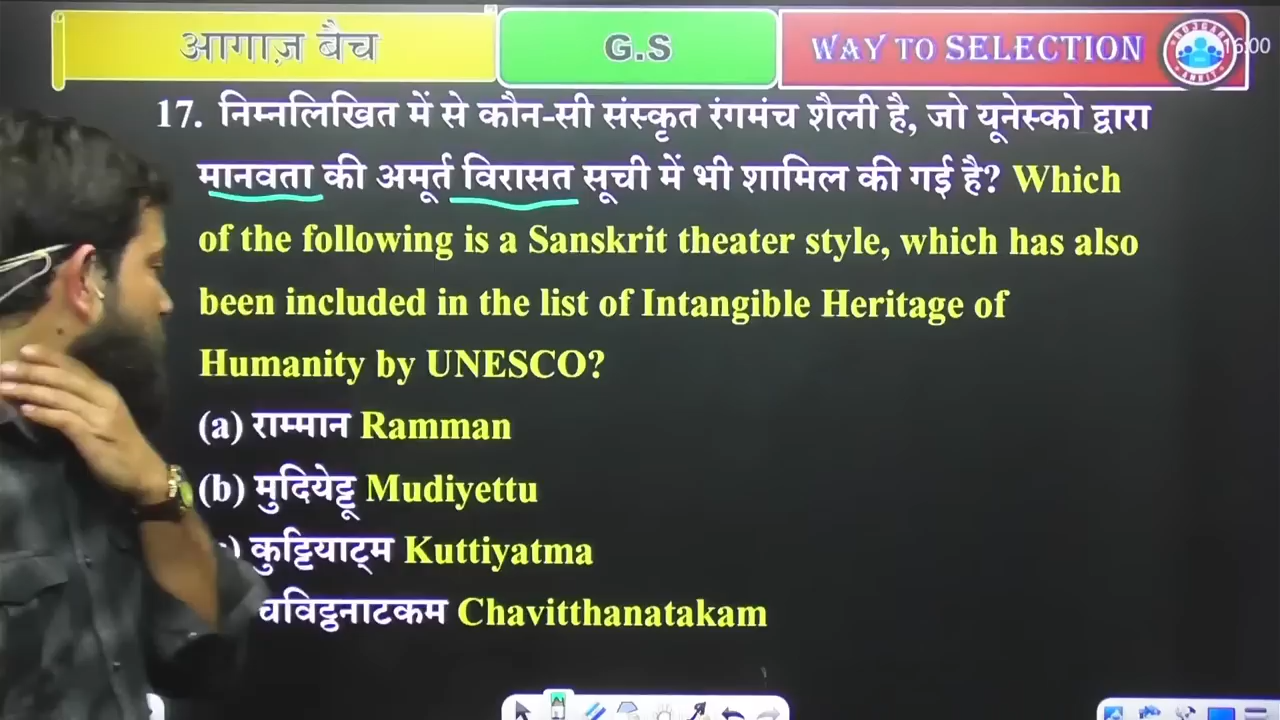 आगाज़ बैच
G.S
WAY TO SELECTION
16:00
17. निम्नलिखित में से कौन-सी संस्कृत रंगमंच शैली है, जो यूनेस्को द्वारा
मानवता की अमूर्त विरासत सूची में भी शामिल की गई है? Which
of the following is a Sanskrit theater style, which has also
been included in the list of Intangible Heritage of
Humanity by UNESCO?
(a) राम्मान Ramman
(b) मुदियेट्टू Mudiyettu
) कुट्टियाट्म Kuttiyatma
चविट्ठनाटकम Chavitthanatakam